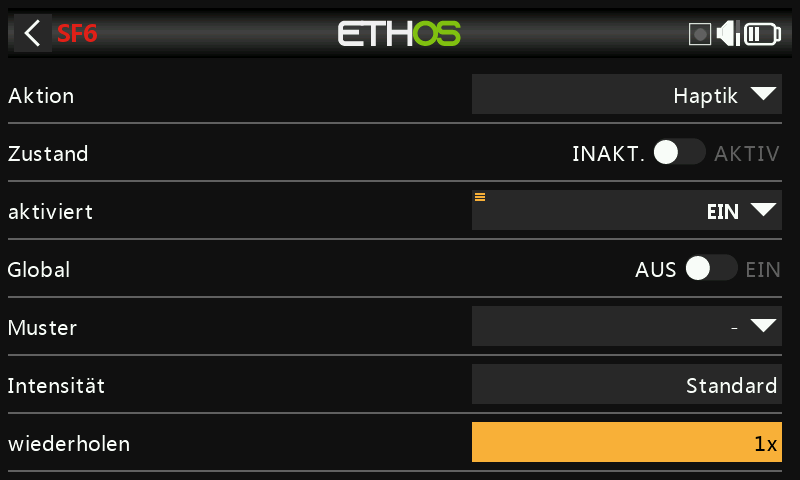 SF6 ETHOS
Aktion Haptik
Zustand INAKT. AKTIV
aktiviert EIN
Global AUS EIN
Muster -
Intensität Standard
wiederholen 1x